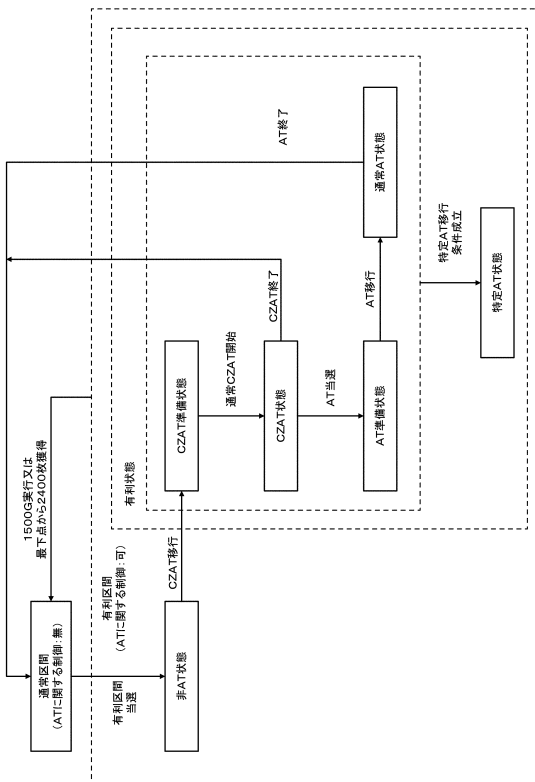 通常区間
(ATに関する制御:無)
1500G実行又は
最下点から2400枚獲得
有利区間
当選
有利区間
(ATに関する制御:可)
非AT状態
CZAT移行
有利状態
CZAT準備状態
通常CZAT開始
CZAT状態
CZAT終了
AT当選
AT準備状態
AT移行
通常AT状態
AT終了
特定AT移行
条件成立
特定AT状態